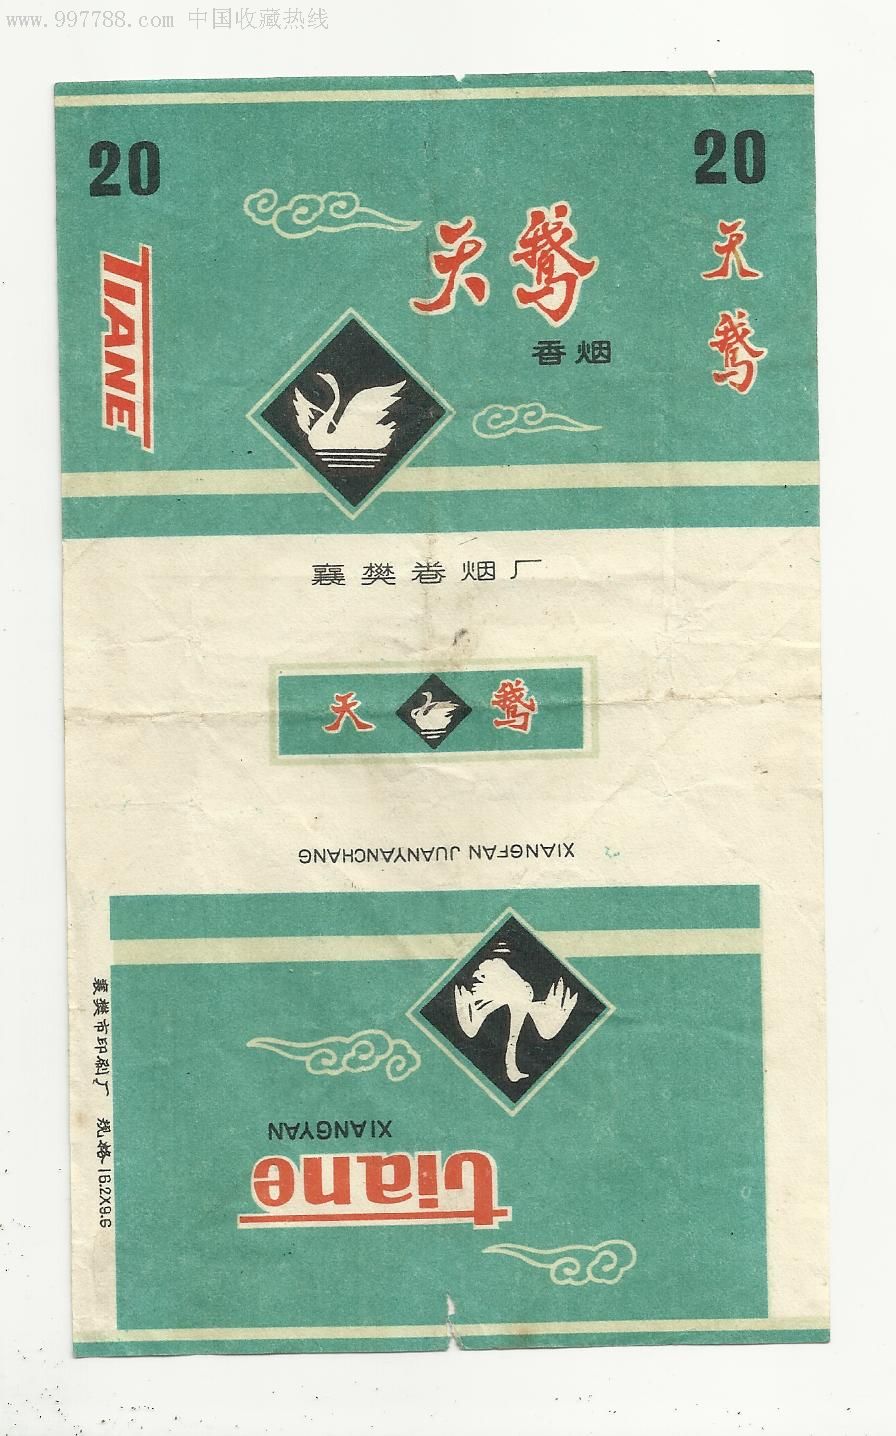 www.997788.com 中国收藏热线
20
20
TIANE
天鹅
香烟
天鹅
襄樊卷烟厂
天 鹅
XIANGFAN JUANYANCHANG
tiane
XIANGYAN
襄樊市印刷厂 规格 16.2X9.6